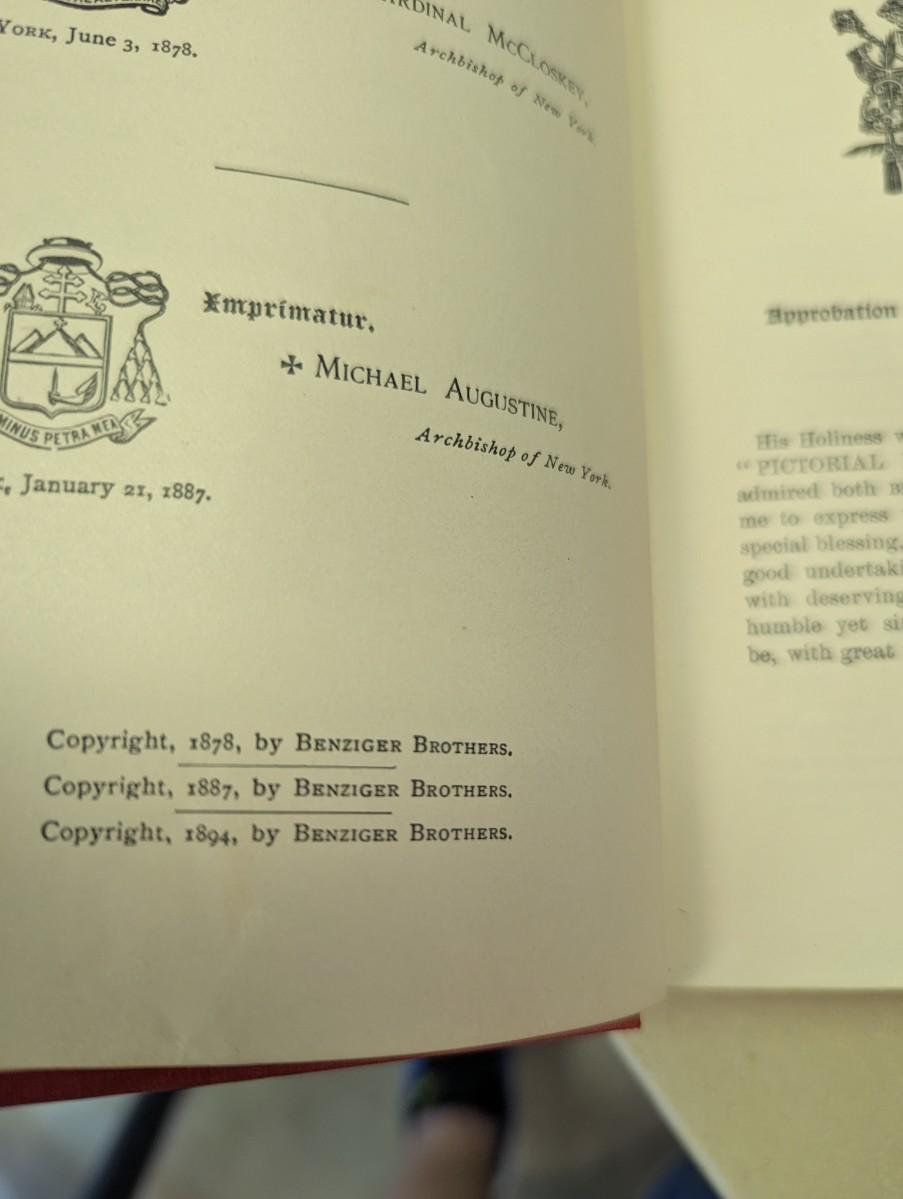 YORK, June 3, 1878.
RDINAL MCCLOSKEY,
Archbishop of New York.
Imprimatur.
✠ MICHAEL AUGUSTINE,
Archbishop of New York.
MINUS PETRA MEA
January 21, 1887.
Copyright, 1878, by BENZIGER BROTHERS.
Copyright, 1887, by BENZIGER BROTHERS.
Copyright, 1894, by BENZIGER BROTHERS.
Approbation
His Holiness
“PICTORIAL
admired both
me to express
special blessing,
good undertaki
with deserving
humble yet si
be, with great